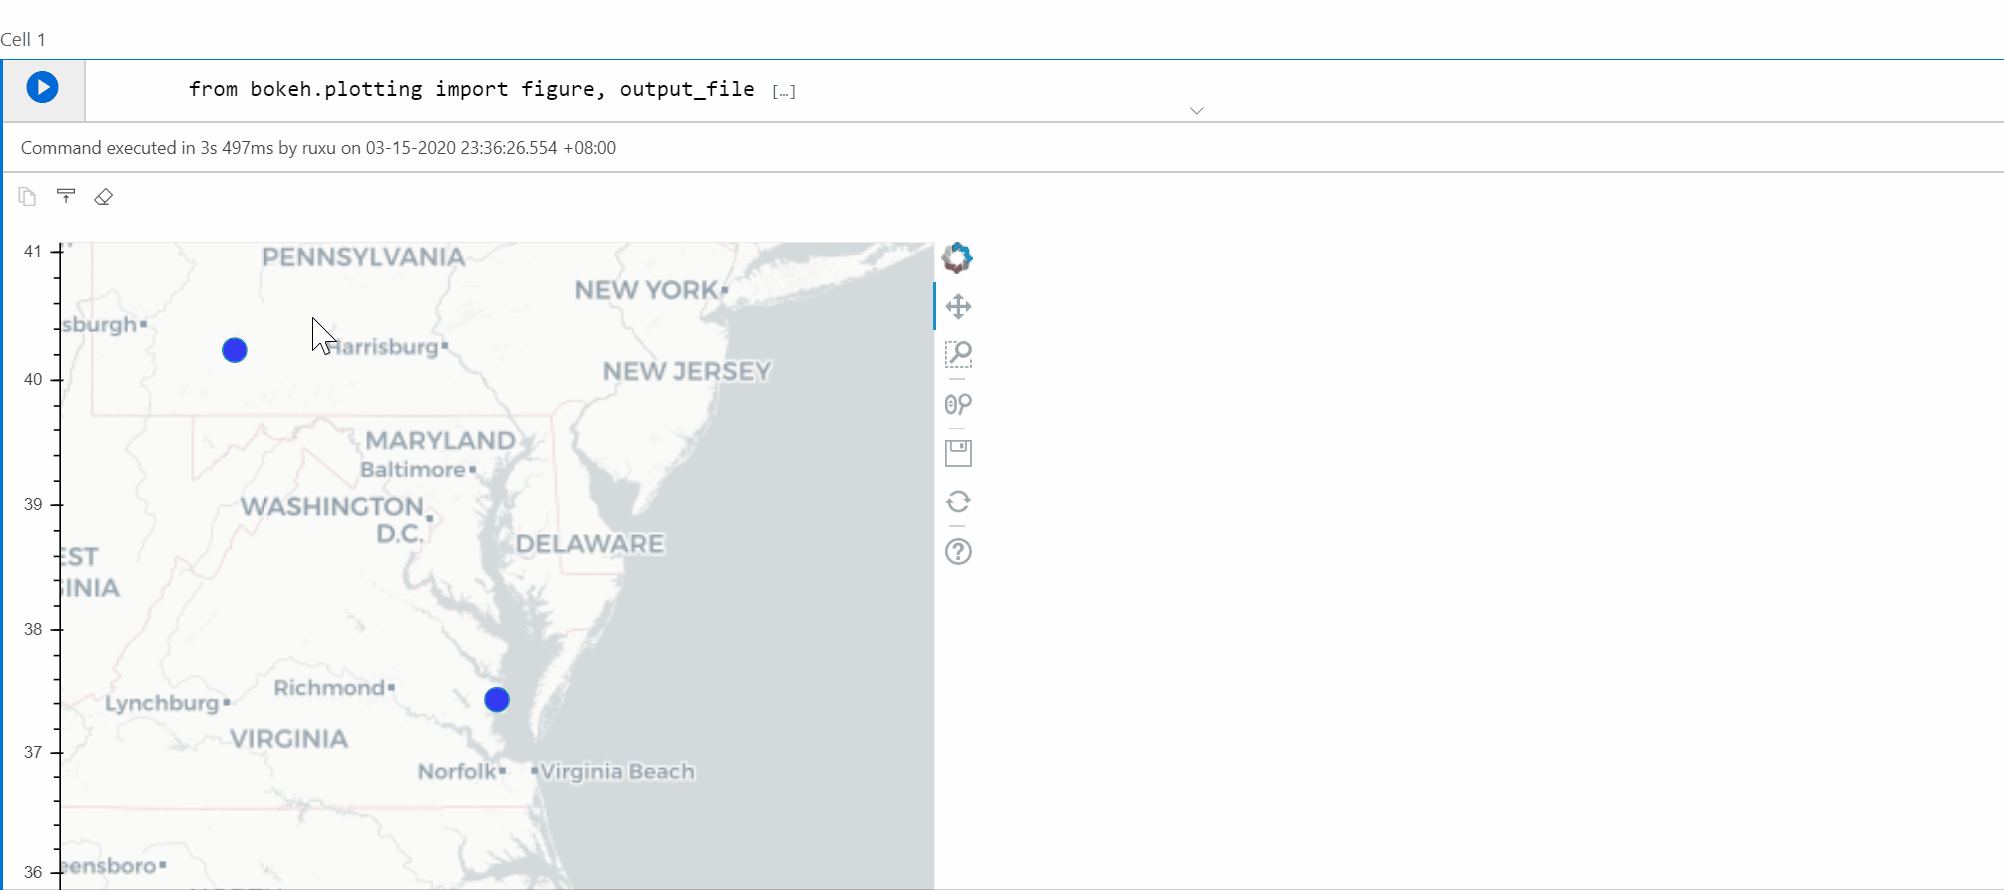 Cell 1
from bokeh.plotting import figure, output_file [...]
Command executed in 3s 497ms by ruxu on 03-15-2020 23:36:26.554 +08:00
41
PENNSYLVANIA
NEW YORK
sburgh
Harrisburg
NEW JERSEY
40
MARYLAND
Baltimore
39
WASHINGTON
D.C.
DELAWARE
EST
GINIA
38
Richmond
Lynchburg
VIRGINIA
37
Norfolk
Virginia Beach
eensboro
36